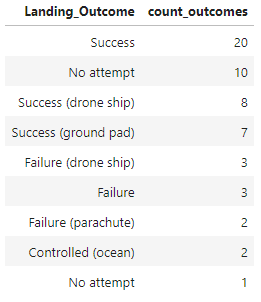 Landing_Outcome count_outcomes
Success 20
No attempt 10
Success (drone ship) 8
Success (ground pad) 7
Failure (drone ship) 3
Failure 3
Failure (parachute) 2
Controlled (ocean) 2
No attempt 1